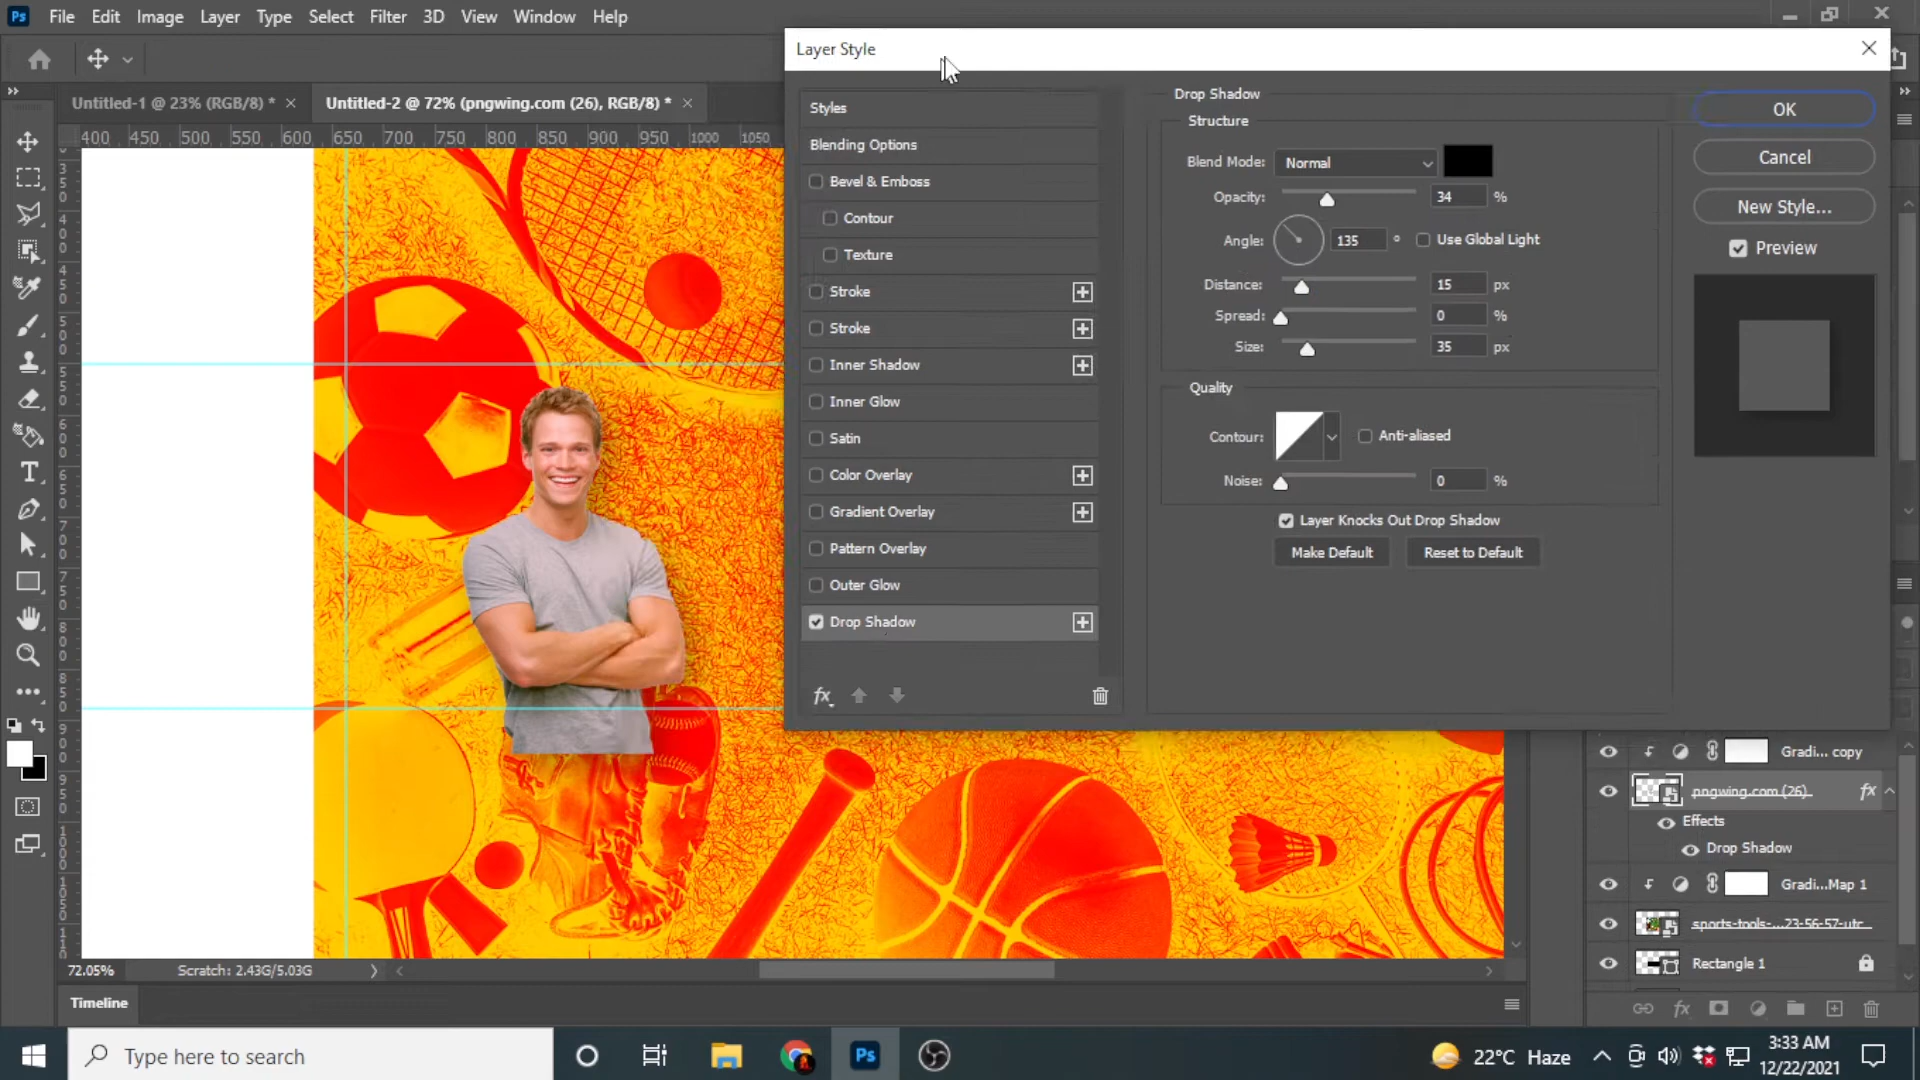 Ps File Edit Image Layer Type Select Filter 3D View Window Help
Layer Style
Untitled-1 @ 23% (RGB/8) * × Untitled-2 @ 72% (pngwing.com (26), RGB/8) * ×
400 450 500 550 600 650 700 750 800 850 900 950 1000 1050
Styles
Blending Options
Bevel & Emboss
Contour
Texture
Stroke
Stroke
Inner Shadow
Inner Glow
Satin
Color Overlay
Gradient Overlay
Pattern Overlay
Outer Glow
Drop Shadow
fx
Drop Shadow
Structure
Blend Mode: Normal
Opacity: 34 %
Angle: 135 ° Use Global Light
Distance: 15 px
Spread: 0 %
Size: 35 px
Quality
Contour: Anti-aliased
Noise: 0 %
Layer Knocks Out Drop Shadow
Make Default Reset to Default
OK
Cancel
New Style...
Preview
Gradi... copy
pngwing.com (26) fx
Effects
Drop Shadow
Gradi...Map 1
sports-tools-...23-56-57-utc
Rectangle 1
fx
72.05% Scratch: 2.43G/5.03G
Timeline
Type here to search
Ps
22°C Haze
3:33 AM
12/22/2021